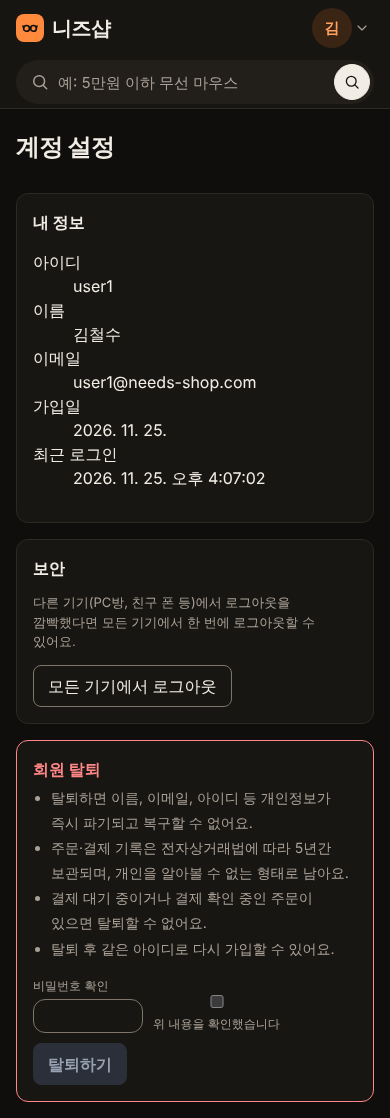 니즈샵
김
예: 5만원 이하 무선 마우스
계정 설정
내 정보
아이디
user1
이름
김철수
이메일
user1@needs-shop.com
가입일
2026. 11. 25.
최근 로그인
2026. 11. 25. 오후 4:07:02
보안
다른 기기(PC방, 친구 폰 등)에서 로그아웃을
깜빡했다면 모든 기기에서 한 번에 로그아웃할 수
있어요.
모든 기기에서 로그아웃
회원 탈퇴
탈퇴하면 이름, 이메일, 아이디 등 개인정보가
즉시 파기되고 복구할 수 없어요.
주문·결제 기록은 전자상거래법에 따라 5년간
보관되며, 개인을 알아볼 수 없는 형태로 남아요.
결제 대기 중이거나 결제 확인 중인 주문이
있으면 탈퇴할 수 없어요.
탈퇴 후 같은 아이디로 다시 가입할 수 있어요.
비밀번호 확인
위 내용을 확인했습니다
탈퇴하기